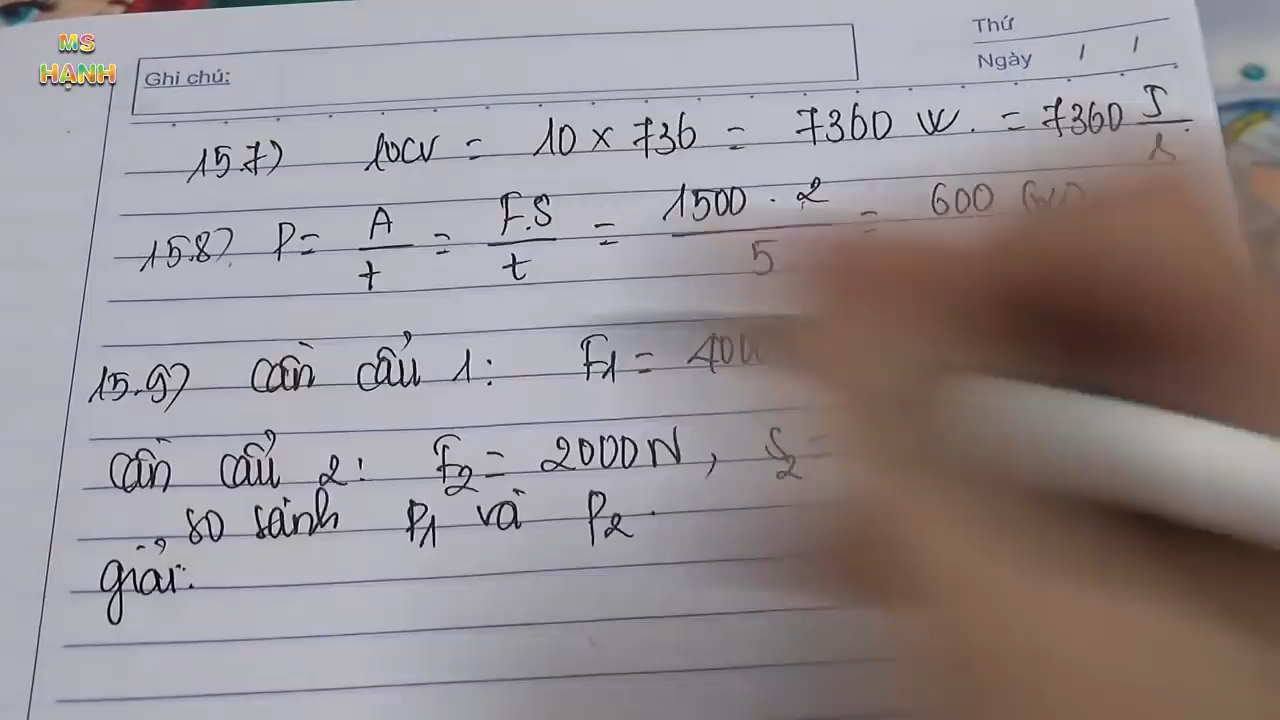 MS
HẠNH
Ghi chú:
Thứ
Ngày / /
15.7) 10CV = 10 x 736 = 7360 W. = 7360 J/s
15.8) P = A/t = F.S/t = 1500 . 2/5 = 600 (W)
15.9) Cần cẩu 1: F1 =
Cần cẩu 2: F2 = 2000N, S2 =
so sánh P1 và P2.
giải: